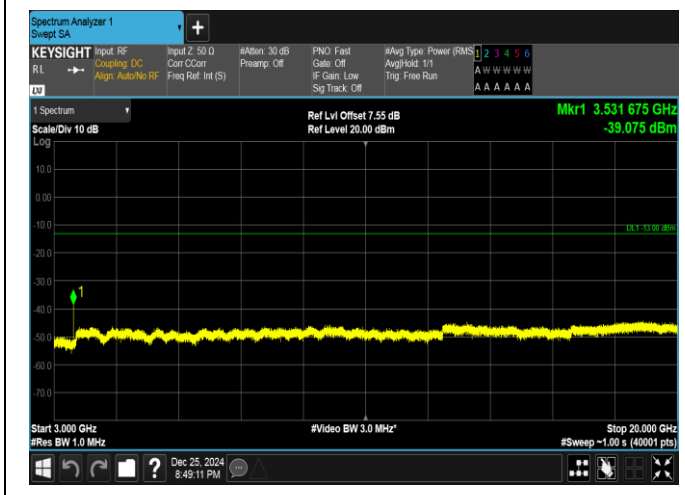 Spectrum Analyzer 1
Swept SA
+
KEYSIGHT
RL
LXI
Input: RF
Coupling: DC
Align: Auto/No RF
Input Z: 50 Ω
Corr CCorr
Freq Ref: Int (S)
#Atten: 30 dB
Preamp: Off
PNO: Fast
Gate: Off
IF Gain: Low
Sig Track: Off
#Avg Type: Power (RMS
Avg|Hold: 1/1
Trig: Free Run
1 2 3 4 5 6
A W W W W W
A A A A A A
1 Spectrum
Scale/Div 10 dB
Log
Ref Lvl Offset 7.55 dB
Ref Level 20.00 dBm
Mkr1 3.531 675 GHz
-39.075 dBm
10.0
0.00
-10.0
DL1 -13.00 dBm
-20.0
-30.0
1
-40.0
-50.0
-60.0
-70.0
Start 3.000 GHz
#Res BW 1.0 MHz
#Video BW 3.0 MHz*
Stop 20.000 GHz
#Sweep ~1.00 s (40001 pts)
?
Dec 25, 2024
8:49:11 PM